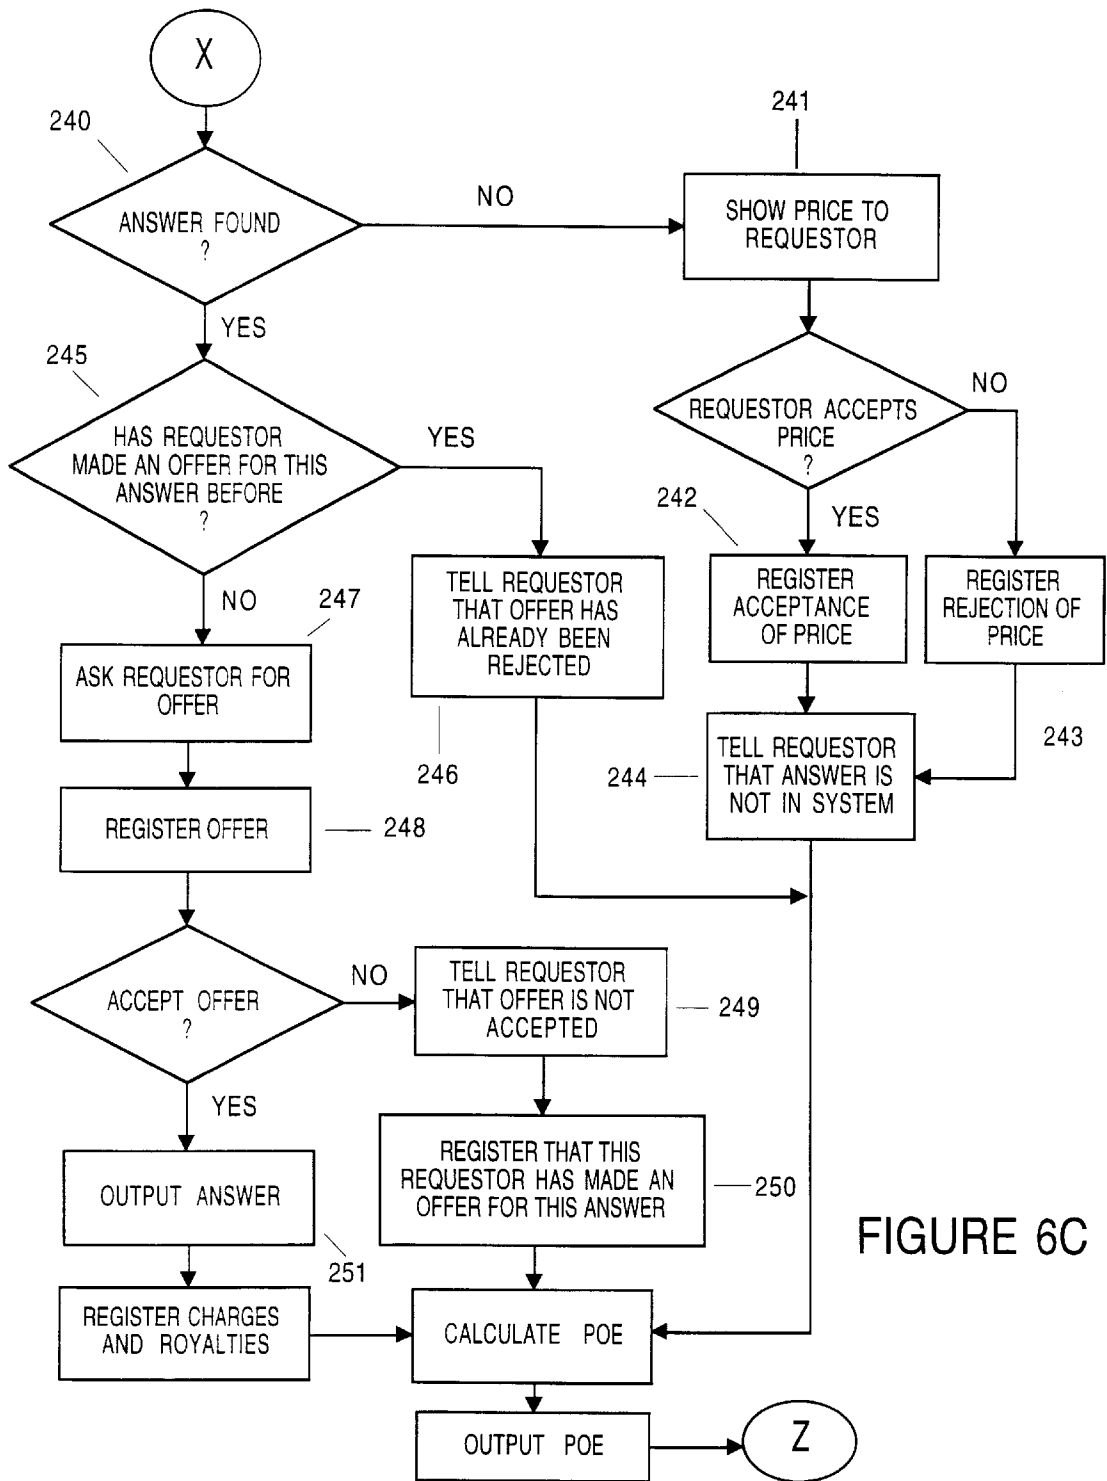 X
240
241
ANSWER FOUND
?
NO
SHOW PRICE TO
REQUESTOR
YES
245
HAS REQUESTOR
MADE AN OFFER FOR THIS
ANSWER BEFORE
?
YES
REQUESTOR ACCEPTS
PRICE
?
NO
242
YES
NO
247
TELL REQUESTOR
THAT OFFER HAS
ALREADY BEEN
REJECTED
REGISTER
ACCEPTANCE
OF PRICE
REGISTER
REJECTION OF
PRICE
ASK REQUESTOR FOR
OFFER
246
244
TELL REQUESTOR
THAT ANSWER IS
NOT IN SYSTEM
243
REGISTER OFFER
248
ACCEPT OFFER
?
NO
TELL REQUESTOR
THAT OFFER IS NOT
ACCEPTED
249
YES
OUTPUT ANSWER
251
REGISTER THAT THIS
REQUESTOR HAS MADE AN
OFFER FOR THIS ANSWER
250
FIGURE 6C
REGISTER CHARGES
AND ROYALTIES
CALCULATE POE
OUTPUT POE
Z